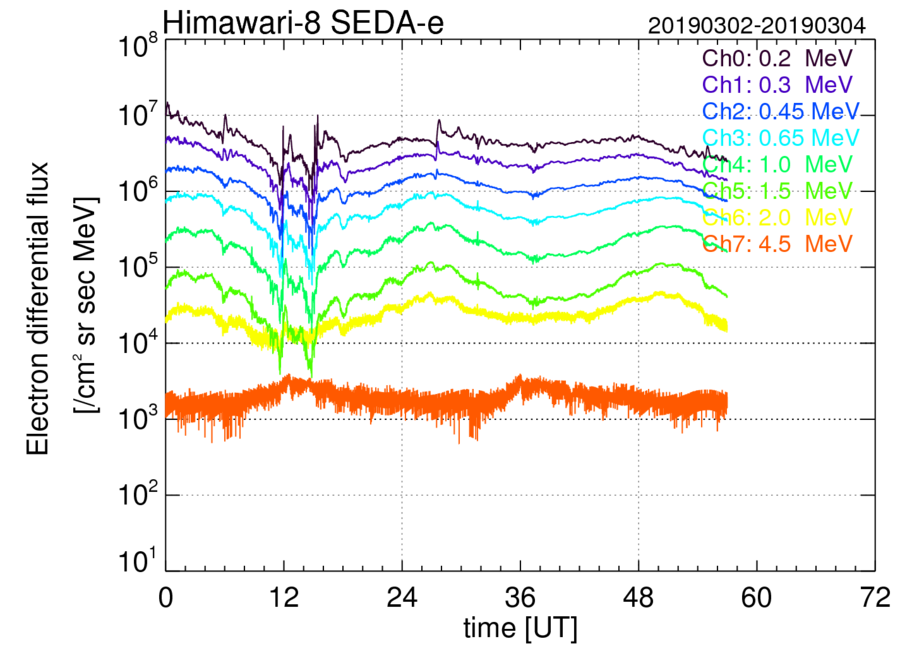 Himawari-8 SEDA-e
20190302-20190304
Electron differential flux
[/cm² sr sec MeV]
10⁸
10⁷
10⁶
10⁵
10⁴
10³
10²
10¹
Ch0: 0.2 MeV
Ch1: 0.3 MeV
Ch2: 0.45 MeV
Ch3: 0.65 MeV
Ch4: 1.0 MeV
Ch5: 1.5 MeV
Ch6: 2.0 MeV
Ch7: 4.5 MeV
0 12 24 36 48 60 72
time [UT]